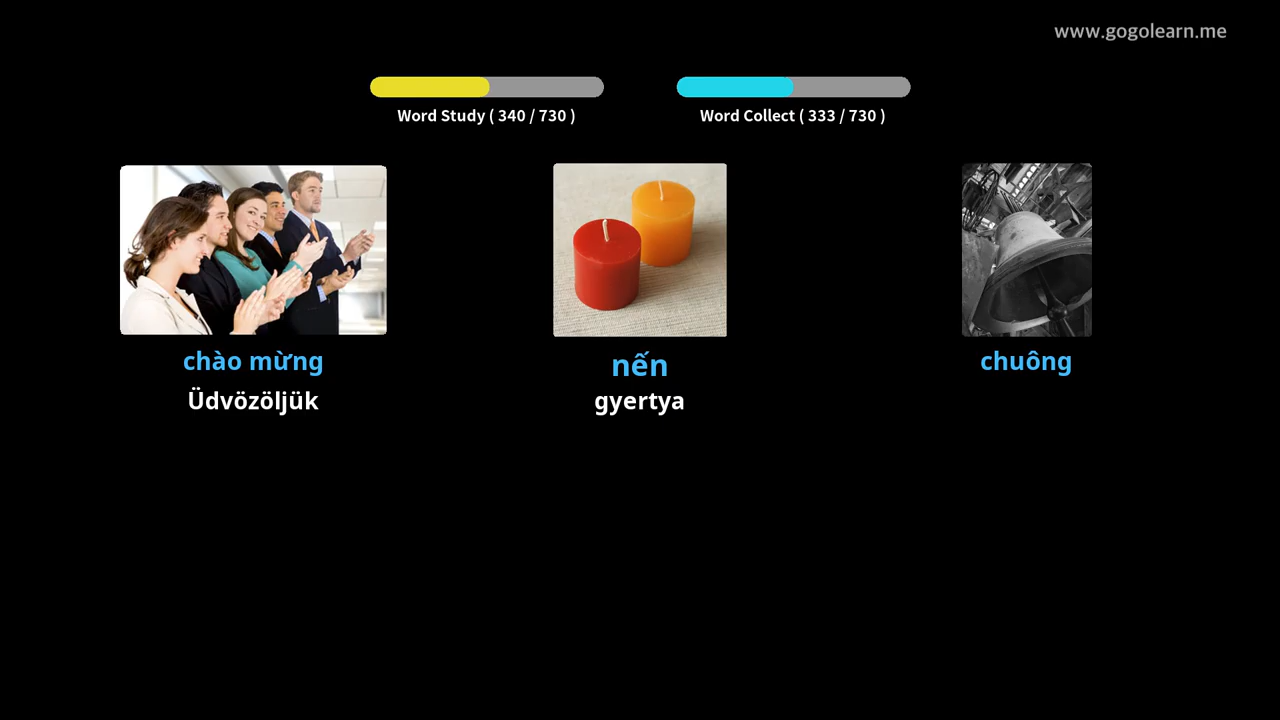 www.gogolearn.me
Word Study ( 340 / 730 )
Word Collect ( 333 / 730 )
chào mừng
Üdvözöljük
nến
gyertya
chuông